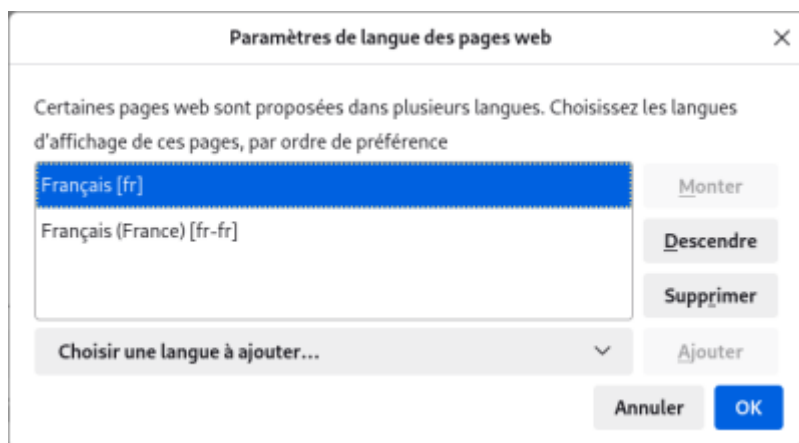 Paramètres de langue des pages web
Certaines pages web sont proposées dans plusieurs langues. Choisissez les langues
d'affichage de ces pages, par ordre de préférence
Français [fr]
Monter
Français (France) [fr-fr]
Descendre
Supprimer
Choisir une langue à ajouter...
Ajouter
Annuler
OK